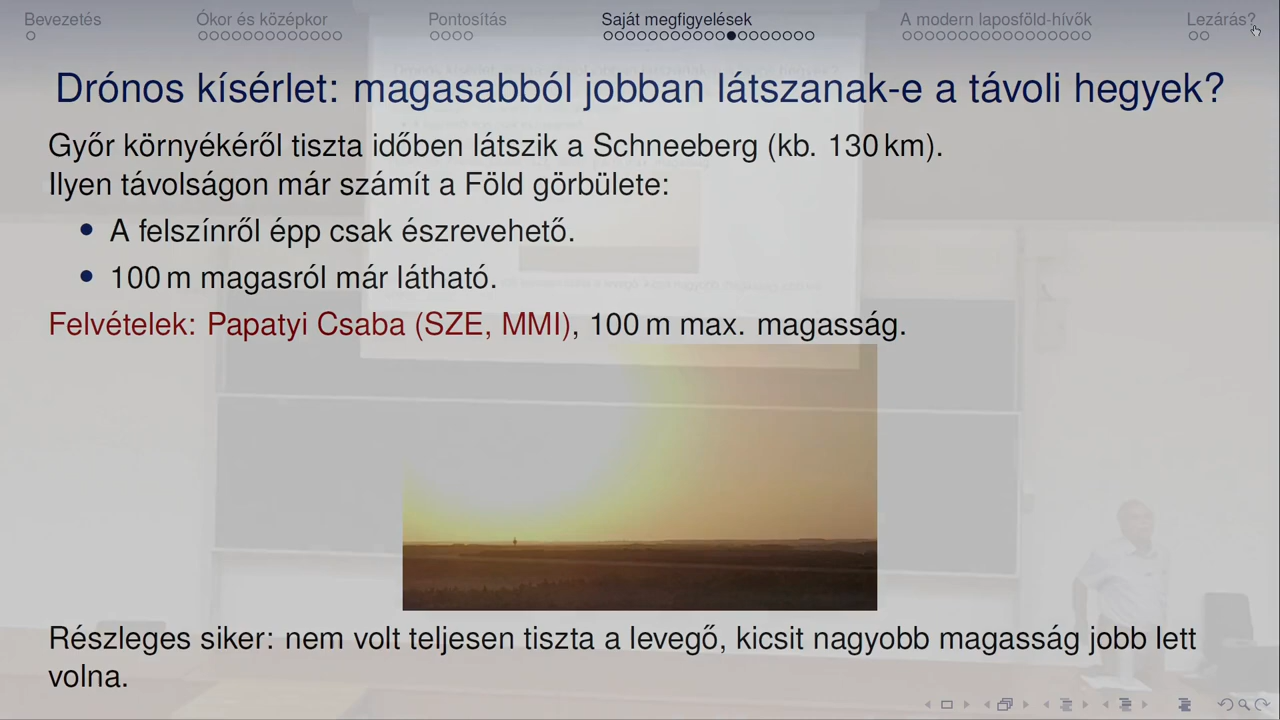 Bevezetés
Ókor és középkor
Pontosítás
Saját megfigyelések
A modern laposföld-hívők
Lezárás?
Drónos kísérlet: magasabból jobban látszanak-e a távoli hegyek?
Győr környékéről tiszta időben látszik a Schneeberg (kb. 130 km).
Ilyen távolságon már számít a Föld görbülete:
• A felszínről épp csak észrevehető.
• 100 m magasról már látható.
Felvételek: Papatyi Csaba (SZE, MMI), 100 m max. magasság.
Részleges siker: nem volt teljesen tiszta a levegő, kicsit nagyobb magasság jobb lett
volna.